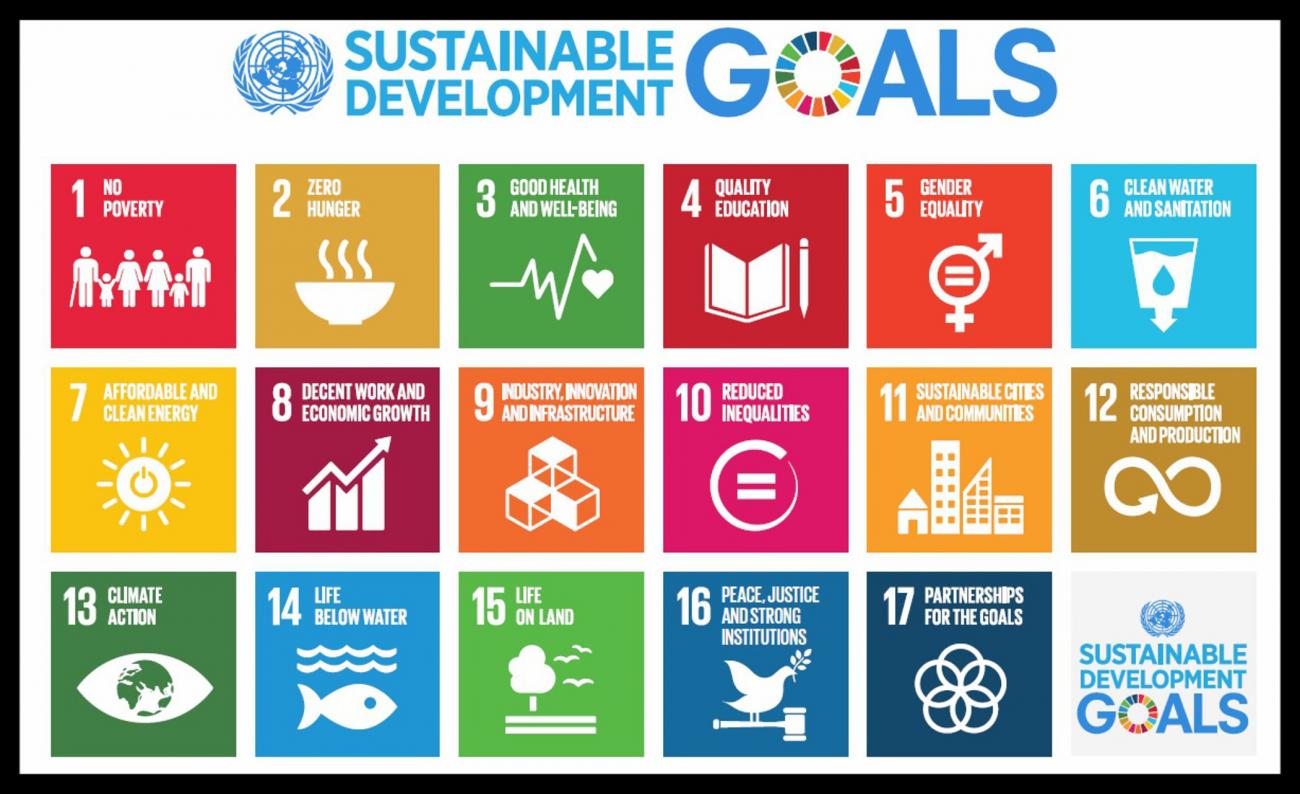 SUSTAINABLE
DEVELOPMENT
GOALS
1 NO
POVERTY
2 ZERO
HUNGER
3 GOOD HEALTH
AND WELL-BEING
4 QUALITY
EDUCATION
5 GENDER
EQUALITY
6 CLEAN WATER
AND SANITATION
7 AFFORDABLE AND
CLEAN ENERGY
8 DECENT WORK AND
ECONOMIC GROWTH
9 INDUSTRY, INNOVATION
AND INFRASTRUCTURE
10 REDUCED
INEQUALITIES
11 SUSTAINABLE CITIES
AND COMMUNITIES
12 RESPONSIBLE
CONSUMPTION
AND PRODUCTION
13 CLIMATE
ACTION
14 LIFE
BELOW WATER
15 LIFE
ON LAND
16 PEACE, JUSTICE
AND STRONG
INSTITUTIONS
17 PARTNERSHIPS
FOR THE GOALS
SUSTAINABLE
DEVELOPMENT
GOALS